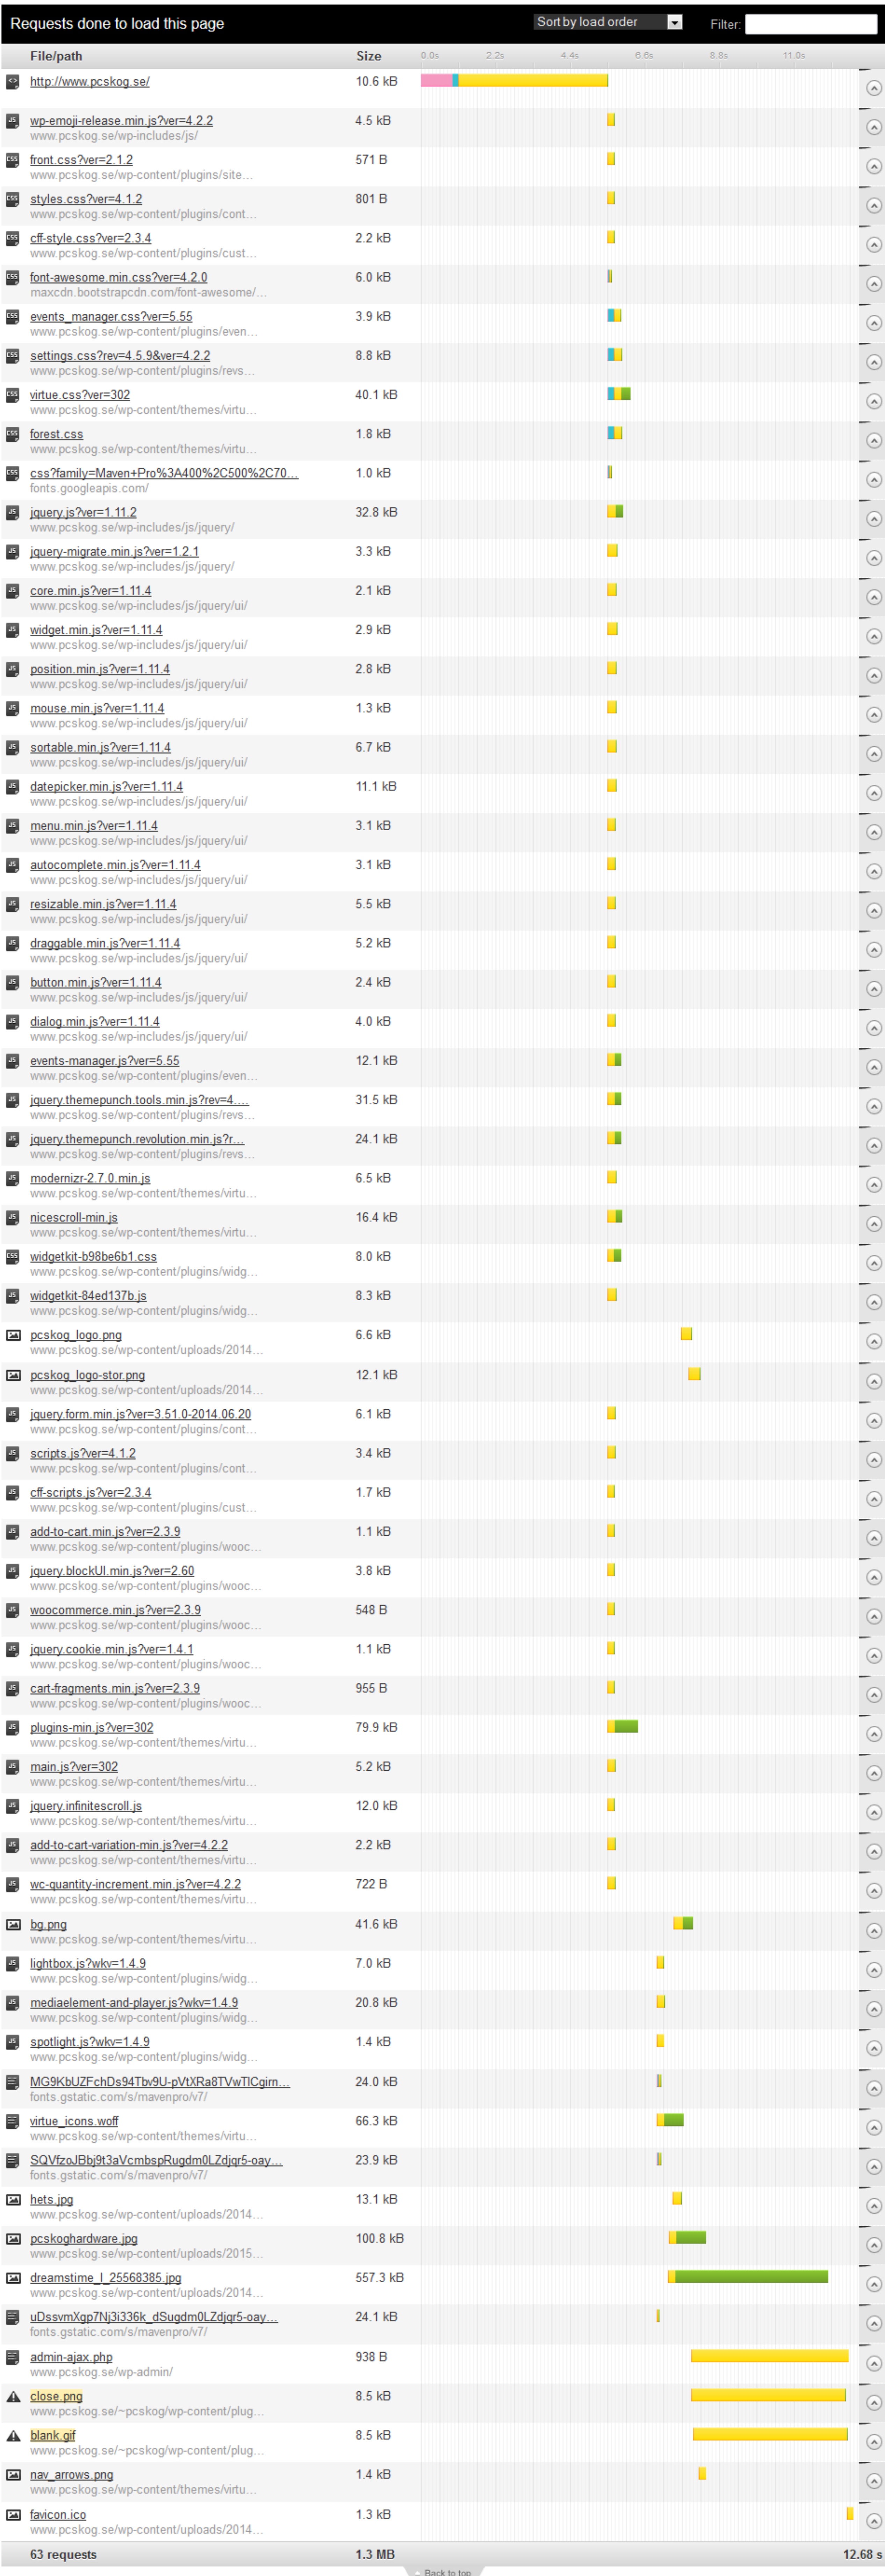 Requests done to load this page
Sort by load order
Filter:
File/path Size 0.0s 2.2s 4.4s 6.6s 8.8s 11.0s
http://www.pcskog.se/ 10.6 kB
wp-emoji-release.min.js?ver=4.2.2 4.5 kB
www.pcskog.se/wp-includes/js/
front.css?ver=2.1.2 571 B
www.pcskog.se/wp-content/plugins/site...
styles.css?ver=4.1.2 801 B
www.pcskog.se/wp-content/plugins/cont...
cff-style.css?ver=2.3.4 2.2 kB
www.pcskog.se/wp-content/plugins/cust...
font-awesome.min.css?ver=4.2.0 6.0 kB
maxcdn.bootstrapcdn.com/font-awesome/...
events_manager.css?ver=5.55 3.9 kB
www.pcskog.se/wp-content/plugins/even...
settings.css?rev=4.5.9&ver=4.2.2 8.8 kB
www.pcskog.se/wp-content/plugins/revs...
virtue.css?ver=302 40.1 kB
www.pcskog.se/wp-content/themes/virtu...
forest.css 1.8 kB
www.pcskog.se/wp-content/themes/virtu...
css?family=Maven+Pro%3A400%2C500%2C70... 1.0 kB
fonts.googleapis.com/
jquery.js?ver=1.11.2 32.8 kB
www.pcskog.se/wp-includes/js/jquery/
jquery-migrate.min.js?ver=1.2.1 3.3 kB
www.pcskog.se/wp-includes/js/jquery/
core.min.js?ver=1.11.4 2.1 kB
www.pcskog.se/wp-includes/js/jquery/ui/
widget.min.js?ver=1.11.4 2.9 kB
www.pcskog.se/wp-includes/js/jquery/ui/
position.min.js?ver=1.11.4 2.8 kB
www.pcskog.se/wp-includes/js/jquery/ui/
mouse.min.js?ver=1.11.4 1.3 kB
www.pcskog.se/wp-includes/js/jquery/ui/
sortable.min.js?ver=1.11.4 6.7 kB
www.pcskog.se/wp-includes/js/jquery/ui/
datepicker.min.js?ver=1.11.4 11.1 kB
www.pcskog.se/wp-includes/js/jquery/ui/
menu.min.js?ver=1.11.4 3.1 kB
www.pcskog.se/wp-includes/js/jquery/ui/
autocomplete.min.js?ver=1.11.4 3.1 kB
www.pcskog.se/wp-includes/js/jquery/ui/
resizable.min.js?ver=1.11.4 5.5 kB
www.pcskog.se/wp-includes/js/jquery/ui/
draggable.min.js?ver=1.11.4 5.2 kB
www.pcskog.se/wp-includes/js/jquery/ui/
button.min.js?ver=1.11.4 2.4 kB
www.pcskog.se/wp-includes/js/jquery/ui/
dialog.min.js?ver=1.11.4 4.0 kB
www.pcskog.se/wp-includes/js/jquery/ui/
events-manager.js?ver=5.55 12.1 kB
www.pcskog.se/wp-content/plugins/even...
jquery.themepunch.tools.min.js?rev=4.... 31.5 kB
www.pcskog.se/wp-content/plugins/revs...
jquery.themepunch.revolution.min.js?r... 24.1 kB
www.pcskog.se/wp-content/plugins/revs...
modernizr-2.7.0.min.js 6.5 kB
www.pcskog.se/wp-content/themes/virtu...
nicescroll-min.js 16.4 kB
www.pcskog.se/wp-content/themes/virtu...
widgetkit-b98be6b1.css 8.0 kB
www.pcskog.se/wp-content/plugins/widg...
widgetkit-84ed137b.js 8.3 kB
www.pcskog.se/wp-content/plugins/widg...
pcskog_logo.png 6.6 kB
www.pcskog.se/wp-content/uploads/2014...
pcskog_logo-stor.png 12.1 kB
www.pcskog.se/wp-content/uploads/2014...
jquery.form.min.js?ver=3.51.0-2014.06.20 6.1 kB
www.pcskog.se/wp-content/plugins/cont...
scripts.js?ver=4.1.2 3.4 kB
www.pcskog.se/wp-content/plugins/cont...
cff-scripts.js?ver=2.3.4 1.7 kB
www.pcskog.se/wp-content/plugins/cust...
add-to-cart.min.js?ver=2.3.9 1.1 kB
www.pcskog.se/wp-content/plugins/wooc...
jquery.blockUI.min.js?ver=2.60 3.8 kB
www.pcskog.se/wp-content/plugins/wooc...
woocommerce.min.js?ver=2.3.9 548 B
www.pcskog.se/wp-content/plugins/wooc...
jquery.cookie.min.js?ver=1.4.1 1.1 kB
www.pcskog.se/wp-content/plugins/wooc...
cart-fragments.min.js?ver=2.3.9 955 B
www.pcskog.se/wp-content/plugins/wooc...
plugins-min.js?ver=302 79.9 kB
www.pcskog.se/wp-content/themes/virtu...
main.js?ver=302 5.2 kB
www.pcskog.se/wp-content/themes/virtu...
jquery.infinitescroll.js 12.0 kB
www.pcskog.se/wp-content/themes/virtu...
add-to-cart-variation-min.js?ver=4.2.2 2.2 kB
www.pcskog.se/wp-content/themes/virtu...
wc-quantity-increment.min.js?ver=4.2.2 722 B
www.pcskog.se/wp-content/themes/virtu...
bg.png 41.6 kB
www.pcskog.se/wp-content/themes/virtu...
lightbox.js?wkv=1.4.9 7.0 kB
www.pcskog.se/wp-content/plugins/widg...
mediaelement-and-player.js?wkv=1.4.9 20.8 kB
www.pcskog.se/wp-content/plugins/widg...
spotlight.js?wkv=1.4.9 1.4 kB
www.pcskog.se/wp-content/plugins/widg...
MG9KbUZFchDs94Tbv9U-pVtXRa8TVwTICgirn... 24.0 kB
fonts.gstatic.com/s/mavenpro/v7/
virtue_icons.woff 66.3 kB
www.pcskog.se/wp-content/themes/virtu...
SQVfzoJBbj9t3aVcmbspRugdm0LZdjqr5-oay... 23.9 kB
fonts.gstatic.com/s/mavenpro/v7/
hets.jpg 13.1 kB
www.pcskog.se/wp-content/uploads/2014...
pcskoghardware.jpg 100.8 kB
www.pcskog.se/wp-content/uploads/2015...
dreamstime_l_25568385.jpg 557.3 kB
www.pcskog.se/wp-content/uploads/2014...
uDssvmXgp7Nj3i336k_dSugdm0LZdjqr5-oay... 24.1 kB
fonts.gstatic.com/s/mavenpro/v7/
admin-ajax.php 938 B
www.pcskog.se/wp-admin/
close.png 8.5 kB
www.pcskog.se/~pcskog/wp-content/plug...
blank.gif 8.5 kB
www.pcskog.se/~pcskog/wp-content/plug...
nav_arrows.png 1.4 kB
www.pcskog.se/wp-content/themes/virtu...
favicon.ico 1.3 kB
www.pcskog.se/wp-content/uploads/2014...
63 requests 1.3 MB 12.68 s
Back to top